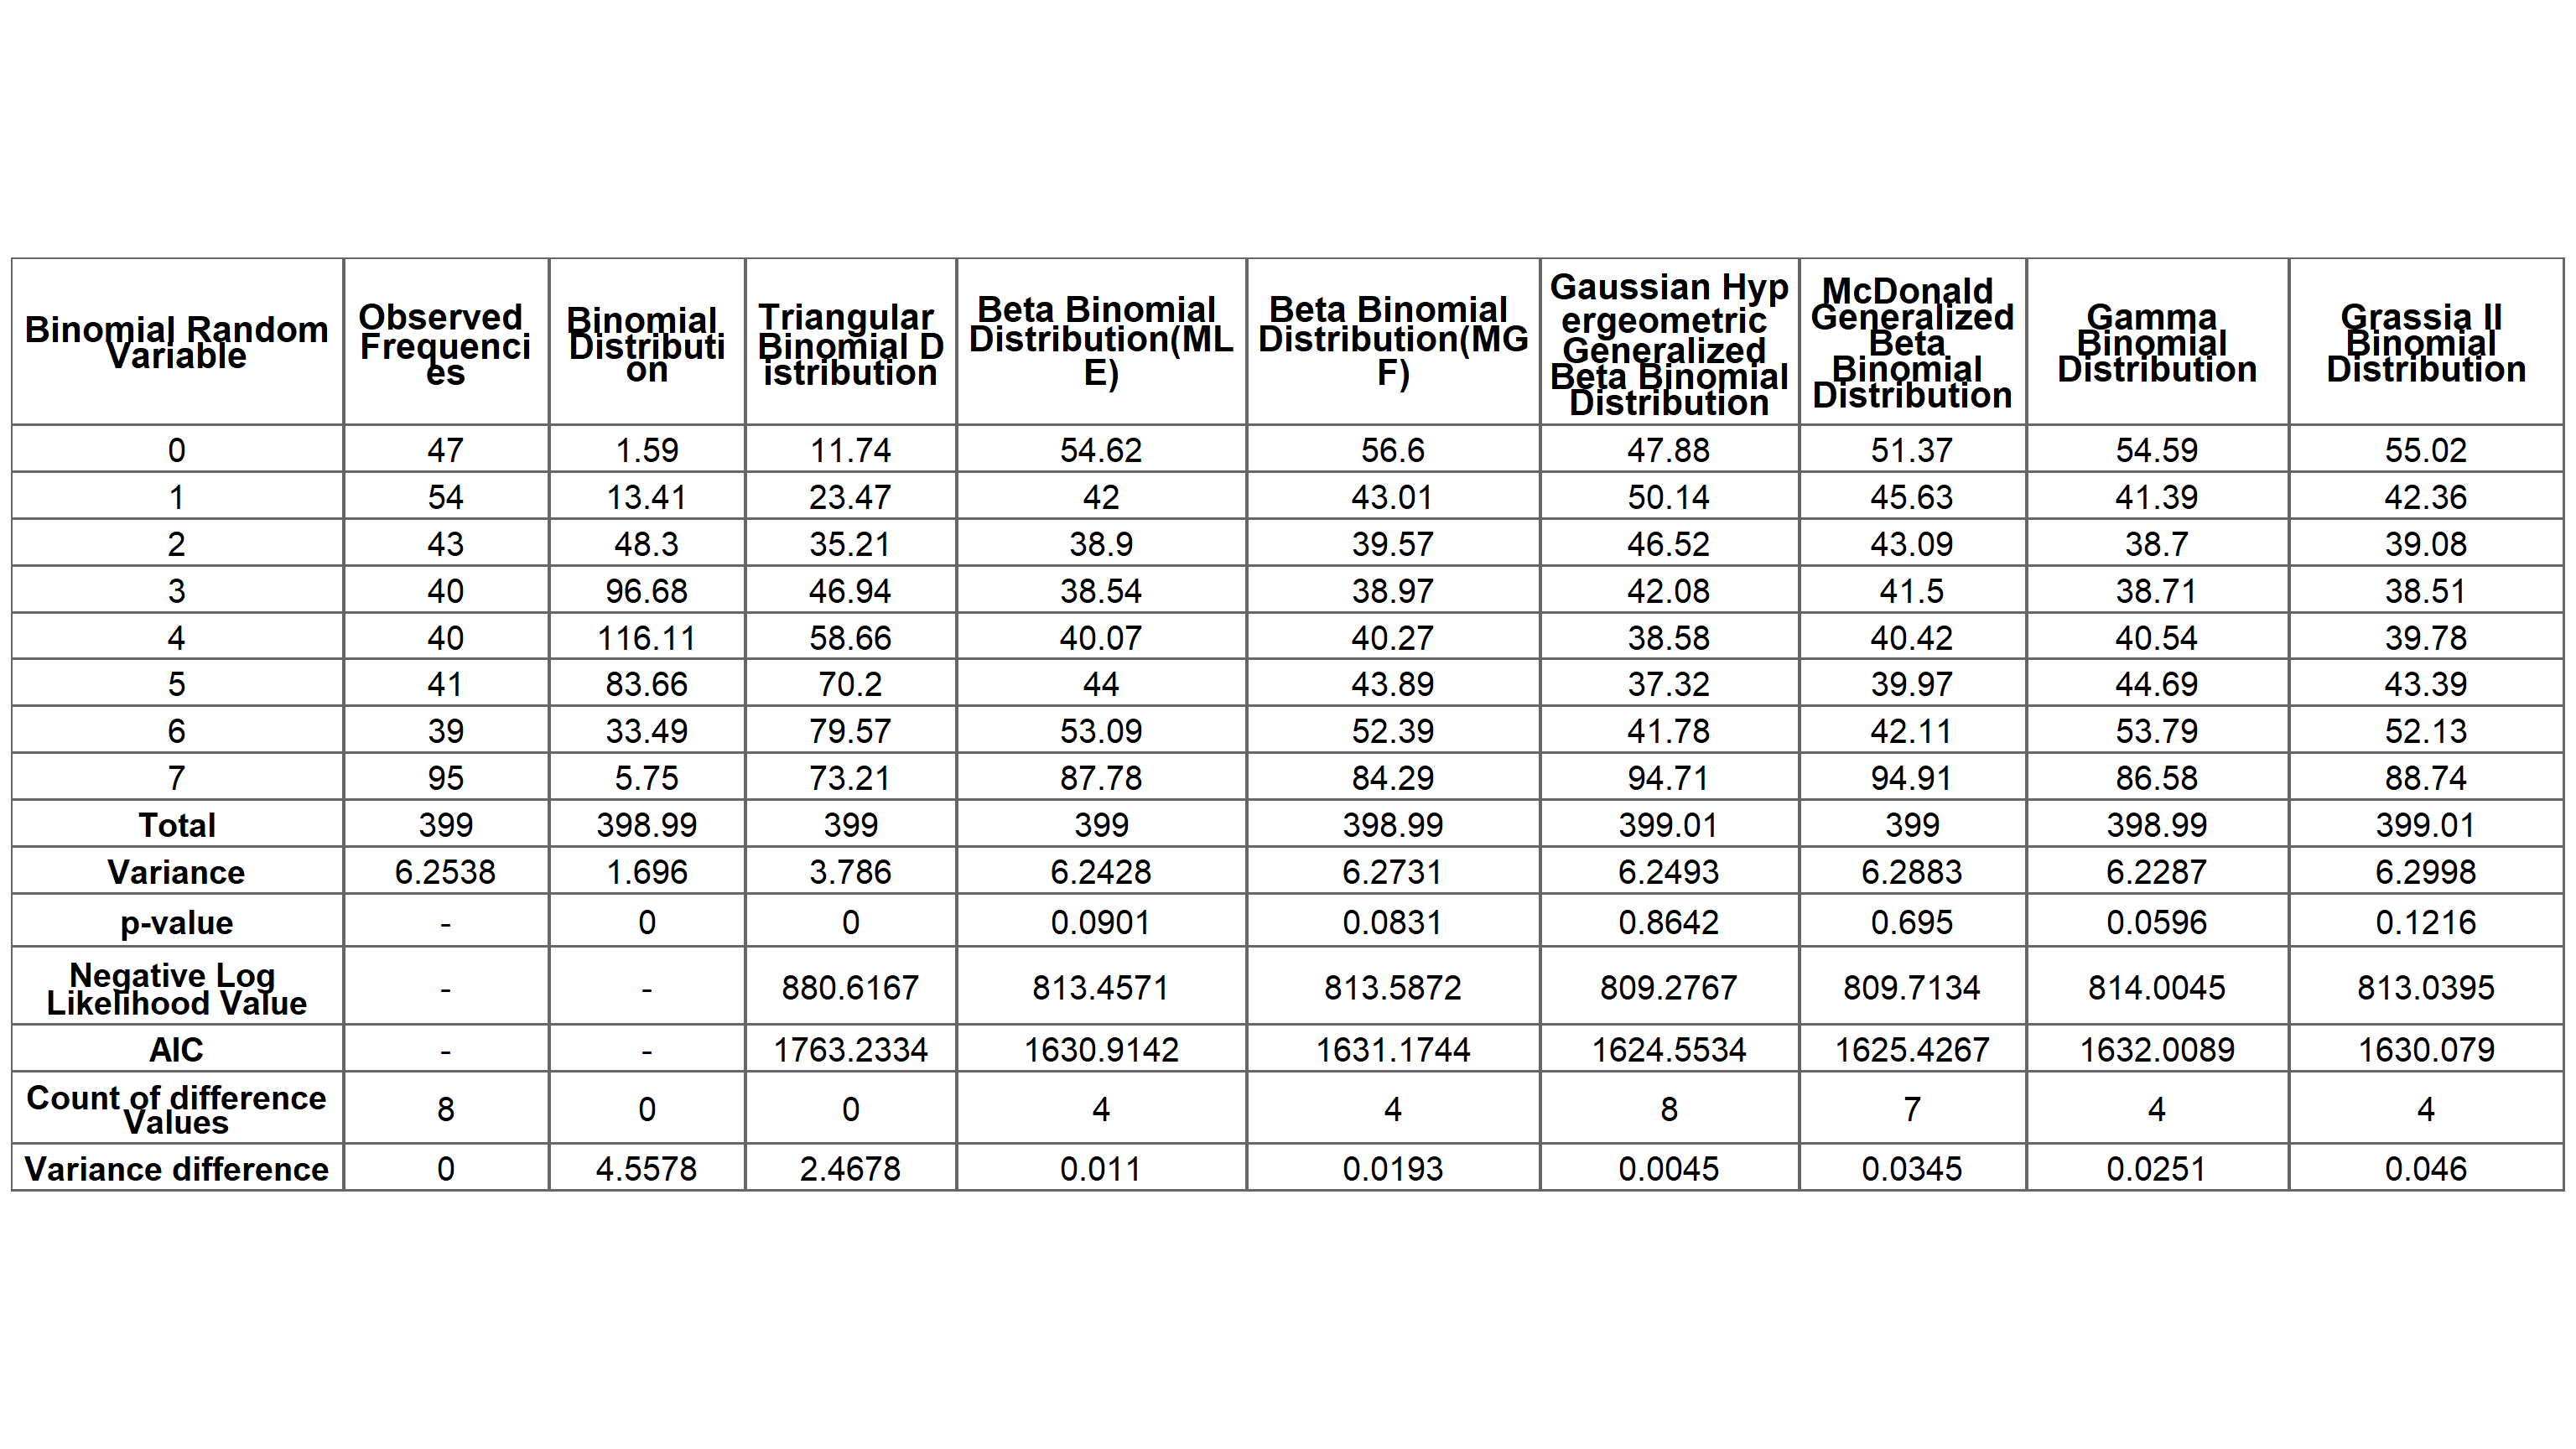 Binomial Random Variable | Observed Frequenci es | Binomial Distributi on | Triangular Binomial D istribution | Beta Binomial Distribution(ML E) | Beta Binomial Distribution(MG F) | Gaussian Hyp ergeometric Generalized Beta Binomial Distribution | McDonald Generalized Beta Binomial Distribution | Gamma Binomial Distribution | Grassia II Binomial Distribution
0 | 47 | 1.59 | 11.74 | 54.62 | 56.6 | 47.88 | 51.37 | 54.59 | 55.02
1 | 54 | 13.41 | 23.47 | 42 | 43.01 | 50.14 | 45.63 | 41.39 | 42.36
2 | 43 | 48.3 | 35.21 | 38.9 | 39.57 | 46.52 | 43.09 | 38.7 | 39.08
3 | 40 | 96.68 | 46.94 | 38.54 | 38.97 | 42.08 | 41.5 | 38.71 | 38.51
4 | 40 | 116.11 | 58.66 | 40.07 | 40.27 | 38.58 | 40.42 | 40.54 | 39.78
5 | 41 | 83.66 | 70.2 | 44 | 43.89 | 37.32 | 39.97 | 44.69 | 43.39
6 | 39 | 33.49 | 79.57 | 53.09 | 52.39 | 41.78 | 42.11 | 53.79 | 52.13
7 | 95 | 5.75 | 73.21 | 87.78 | 84.29 | 94.71 | 94.91 | 86.58 | 88.74
Total | 399 | 398.99 | 399 | 399 | 398.99 | 399.01 | 399 | 398.99 | 399.01
Variance | 6.2538 | 1.696 | 3.786 | 6.2428 | 6.2731 | 6.2493 | 6.2883 | 6.2287 | 6.2998
p-value | - | 0 | 0 | 0.0901 | 0.0831 | 0.8642 | 0.695 | 0.0596 | 0.1216
Negative Log Likelihood Value | - | - | 880.6167 | 813.4571 | 813.5872 | 809.2767 | 809.7134 | 814.0045 | 813.0395
AIC | - | - | 1763.2334 | 1630.9142 | 1631.1744 | 1624.5534 | 1625.4267 | 1632.0089 | 1630.079
Count of difference Values | 8 | 0 | 0 | 4 | 4 | 8 | 7 | 4 | 4
Variance difference | 0 | 4.5578 | 2.4678 | 0.011 | 0.0193 | 0.0045 | 0.0345 | 0.0251 | 0.046